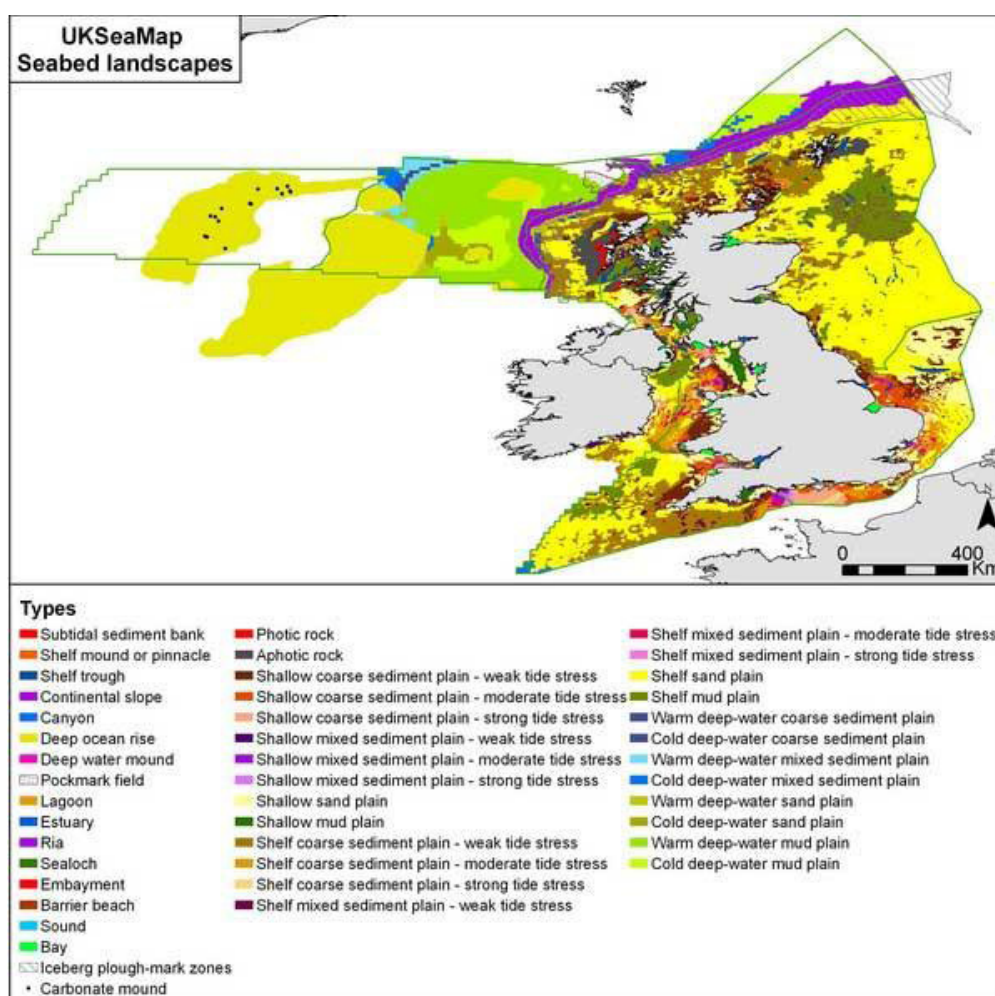 UKSeaMap
Seabed landscapes
0 400
Km
Types
Subtidal sediment bank
Shelf mound or pinnacle
Shelf trough
Continental slope
Canyon
Deep ocean rise
Deep water mound
Pockmark field
Lagoon
Estuary
Ria
Sealoch
Embayment
Barrier beach
Sound
Bay
Iceberg plough-mark zones
Carbonate mound
Photic rock
Aphotic rock
Shallow coarse sediment plain - weak tide stress
Shallow coarse sediment plain - moderate tide stress
Shallow coarse sediment plain - strong tide stress
Shallow mixed sediment plain - weak tide stress
Shallow mixed sediment plain - moderate tide stress
Shallow mixed sediment plain - strong tide stress
Shallow sand plain
Shallow mud plain
Shelf coarse sediment plain - weak tide stress
Shelf coarse sediment plain - moderate tide stress
Shelf coarse sediment plain - strong tide stress
Shelf mixed sediment plain - weak tide stress
Shelf mixed sediment plain - moderate tide stress
Shelf mixed sediment plain - strong tide stress
Shelf sand plain
Shelf mud plain
Warm deep-water coarse sediment plain
Cold deep-water coarse sediment plain
Warm deep-water mixed sediment plain
Cold deep-water mixed sediment plain
Warm deep-water sand plain
Cold deep-water sand plain
Warm deep-water mud plain
Cold deep-water mud plain